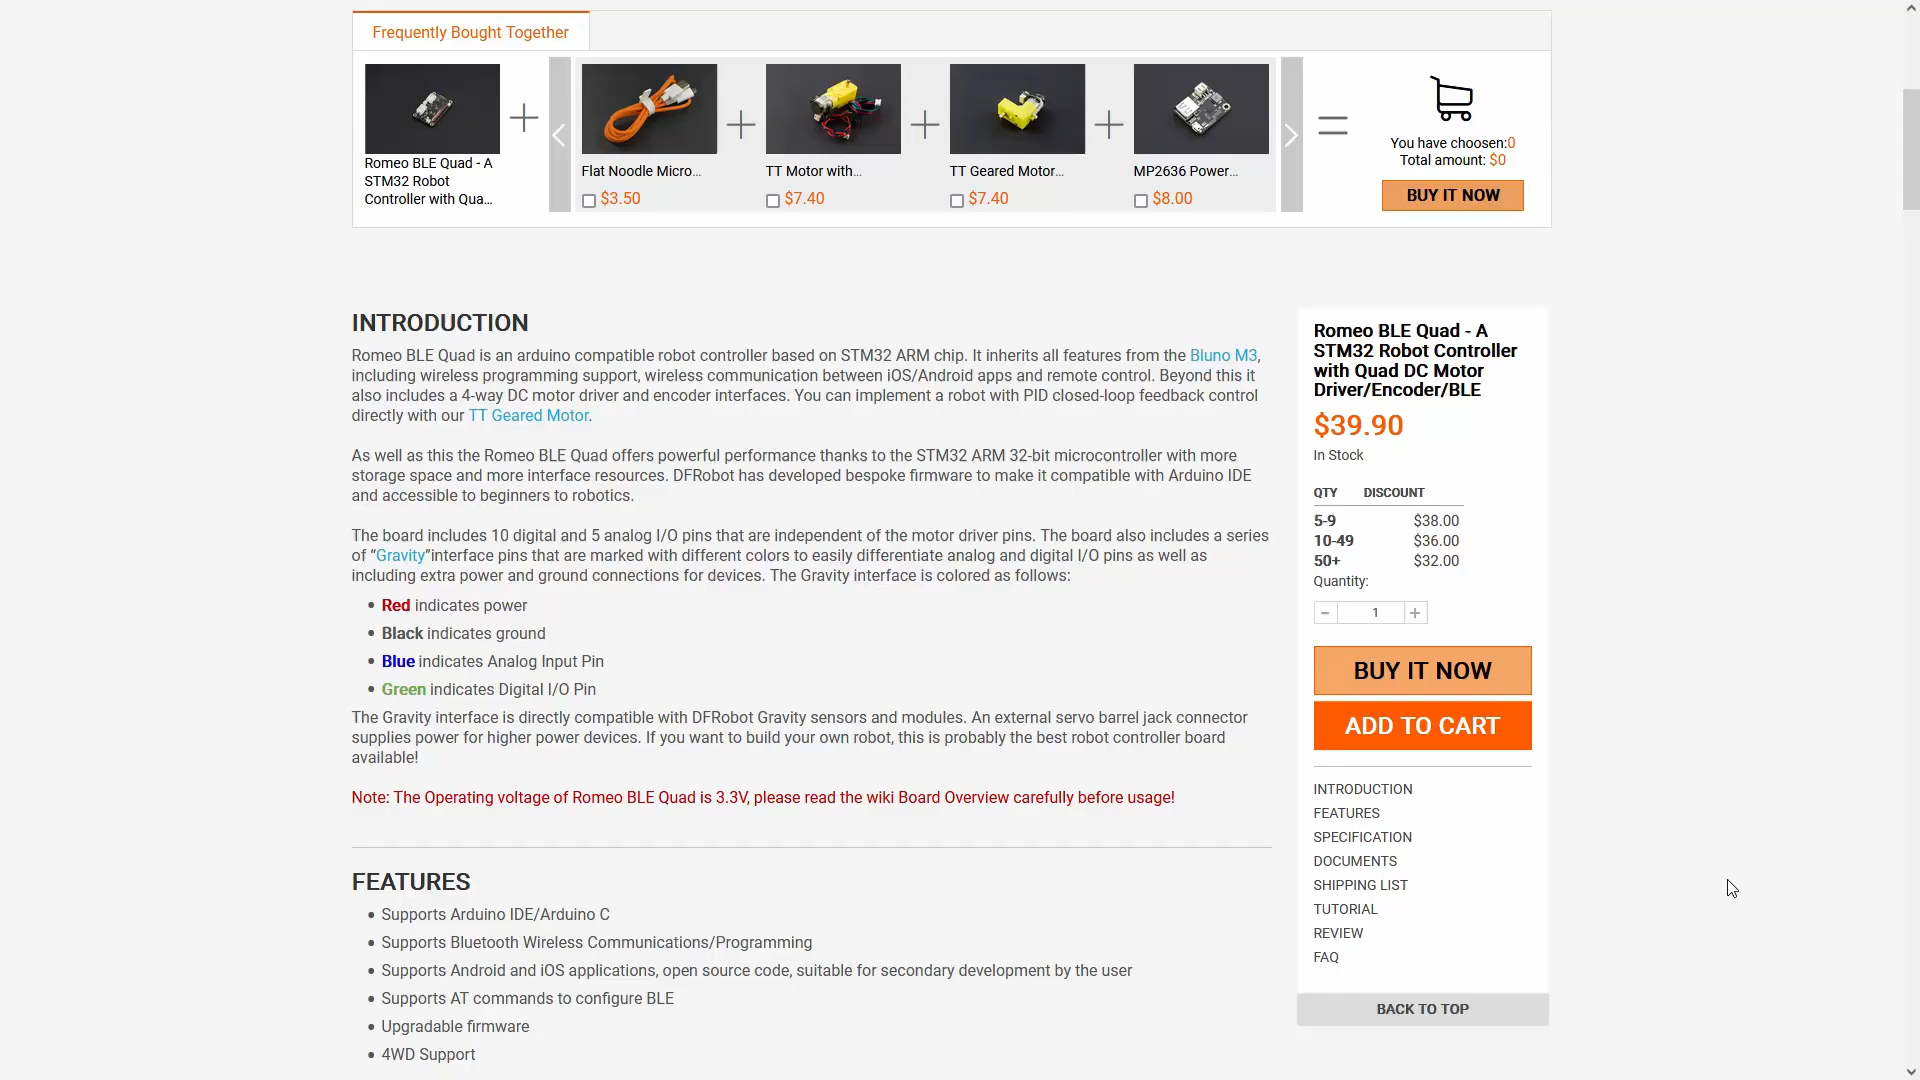 Frequently Bought Together
Romeo BLE Quad - A
STM32 Robot
Controller with Qua...
Flat Noodle Micro...
$3.50
TT Motor with...
$7.40
TT Geared Motor...
$7.40
MP2636 Power...
$8.00
You have choosen:0
Total amount: $0
BUY IT NOW
INTRODUCTION
Romeo BLE Quad is an arduino compatible robot controller based on STM32 ARM chip. It inherits all features from the Bluno M3,
including wireless programming support, wireless communication between iOS/Android apps and remote control. Beyond this it
also includes a 4-way DC motor driver and encoder interfaces. You can implement a robot with PID closed-loop feedback control
directly with our TT Geared Motor.
As well as this the Romeo BLE Quad offers powerful performance thanks to the STM32 ARM 32-bit microcontroller with more
storage space and more interface resources. DFRobot has developed bespoke firmware to make it compatible with Arduino IDE
and accessible to beginners to robotics.
The board includes 10 digital and 5 analog I/O pins that are independent of the motor driver pins. The board also includes a series
of “Gravity”interface pins that are marked with different colors to easily differentiate analog and digital I/O pins as well as
including extra power and ground connections for devices. The Gravity interface is colored as follows:
• Red indicates power
• Black indicates ground
• Blue indicates Analog Input Pin
• Green indicates Digital I/O Pin
The Gravity interface is directly compatible with DFRobot Gravity sensors and modules. An external servo barrel jack connector
supplies power for higher power devices. If you want to build your own robot, this is probably the best robot controller board
available!
Note: The Operating voltage of Romeo BLE Quad is 3.3V, please read the wiki Board Overview carefully before usage!
FEATURES
• Supports Arduino IDE/Arduino C
• Supports Bluetooth Wireless Communications/Programming
• Supports Android and iOS applications, open source code, suitable for secondary development by the user
• Supports AT commands to configure BLE
• Upgradable firmware
• 4WD Support
Romeo BLE Quad - A
STM32 Robot Controller
with Quad DC Motor
Driver/Encoder/BLE
$39.90
In Stock
QTY DISCOUNT
5-9 $38.00
10-49 $36.00
50+ $32.00
Quantity:
− 1 +
BUY IT NOW
ADD TO CART
INTRODUCTION
FEATURES
SPECIFICATION
DOCUMENTS
SHIPPING LIST
TUTORIAL
REVIEW
FAQ
BACK TO TOP